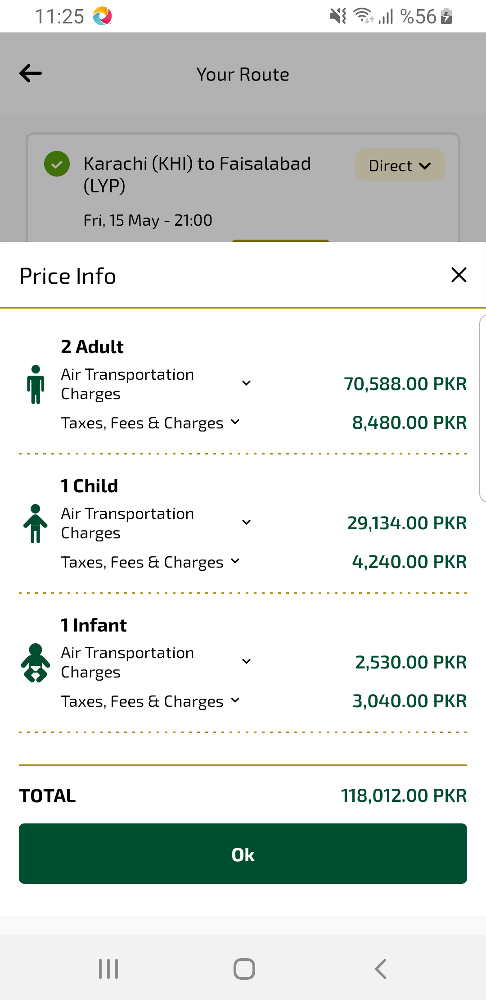 11:25
%56
Your Route
Karachi (KHI) to Faisalabad
(LYP)
Direct
Fri, 15 May - 21:00
Price Info
2 Adult
Air Transportation
Charges
70,588.00 PKR
Taxes, Fees & Charges
8,480.00 PKR
1 Child
Air Transportation
Charges
29,134.00 PKR
Taxes, Fees & Charges
4,240.00 PKR
1 Infant
Air Transportation
Charges
2,530.00 PKR
Taxes, Fees & Charges
3,040.00 PKR
TOTAL
118,012.00 PKR
Ok